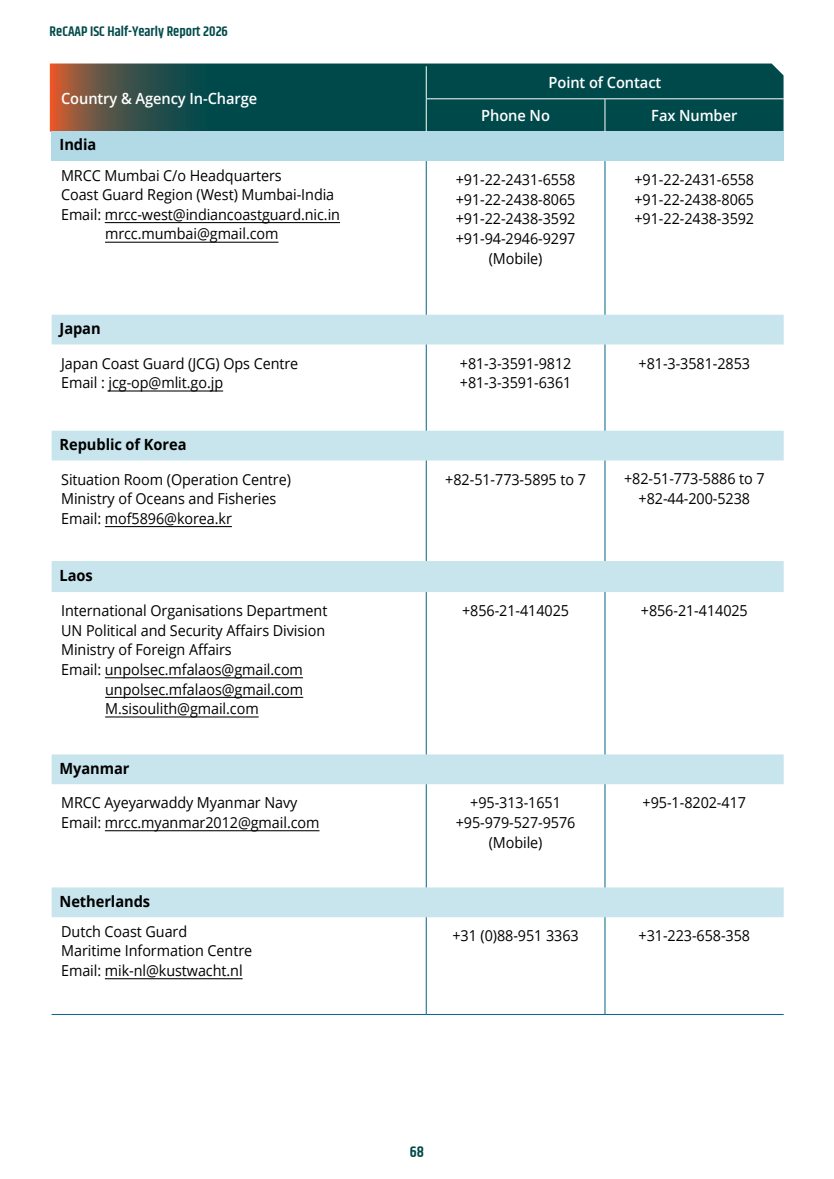 ReCAAP ISC Half-Yearly Report 2026
Country & Agency In-Charge
Point of Contact
Phone No
Fax Number
India
MRCC Mumbai C/o Headquarters
Coast Guard Region (West) Mumbai-India
Email: mrcc-west@indiancoastguard.nic.in
mrcc.mumbai@gmail.com
+91-22-2431-6558
+91-22-2438-8065
+91-22-2438-3592
+91-94-2946-9297
(Mobile)
+91-22-2431-6558
+91-22-2438-8065
+91-22-2438-3592
Japan
Japan Coast Guard (JCG) Ops Centre
Email : jcg-op@mlit.go.jp
+81-3-3591-9812
+81-3-3591-6361
+81-3-3581-2853
Republic of Korea
Situation Room (Operation Centre)
Ministry of Oceans and Fisheries
Email: mof5896@korea.kr
+82-51-773-5895 to 7
+82-51-773-5886 to 7
+82-44-200-5238
Laos
International Organisations Department
UN Political and Security Affairs Division
Ministry of Foreign Affairs
Email: unpolsec.mfalaos@gmail.com
unpolsec.mfalaos@gmail.com
M.sisoulith@gmail.com
+856-21-414025
+856-21-414025
Myanmar
MRCC Ayeyarwaddy Myanmar Navy
Email: mrcc.myanmar2012@gmail.com
+95-313-1651
+95-979-527-9576
(Mobile)
+95-1-8202-417
Netherlands
Dutch Coast Guard
Maritime Information Centre
Email: mik-nl@kustwacht.nl
+31 (0)88-951 3363
+31-223-658-358
68